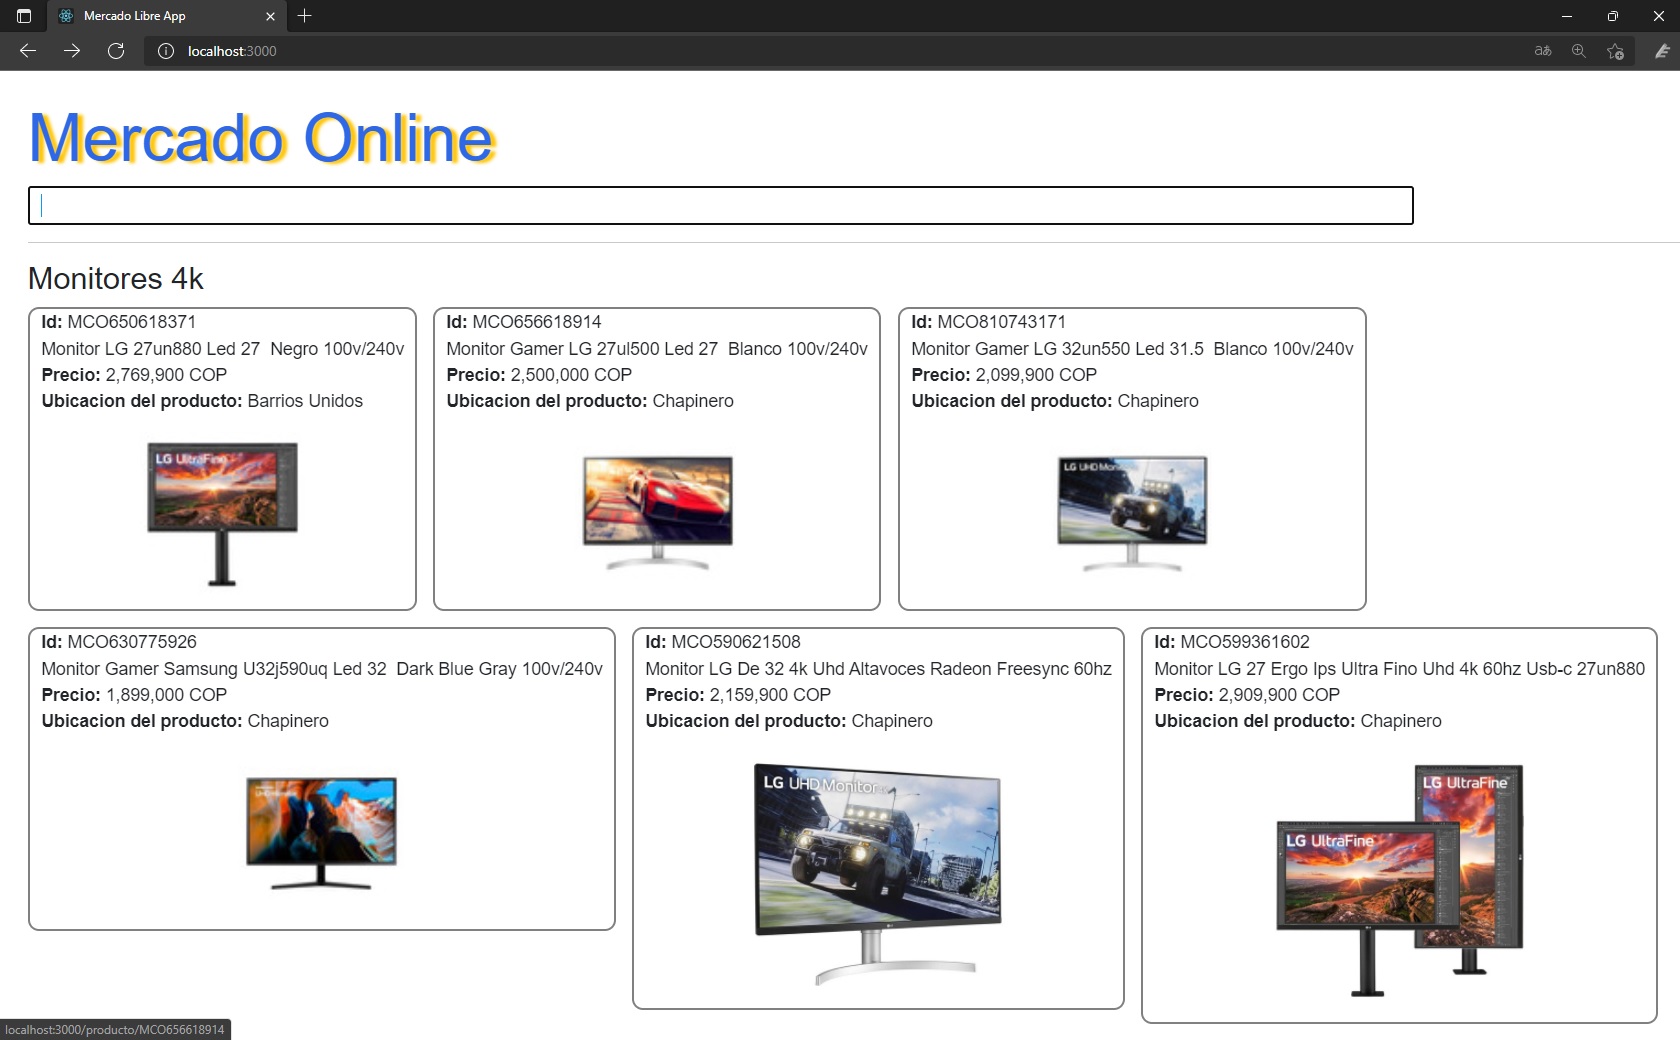 Mercado Libre App
localhost:3000
Mercado Online
Monitores 4k
Id: MCO650618371
Monitor LG 27un880 Led 27 Negro 100v/240v
Precio: 2,769,900 COP
Ubicacion del producto: Barrios Unidos
LG UltraFine
Id: MCO656618914
Monitor Gamer LG 27ul500 Led 27 Blanco 100v/240v
Precio: 2,500,000 COP
Ubicacion del producto: Chapinero
Id: MCO810743171
Monitor Gamer LG 32un550 Led 31.5 Blanco 100v/240v
Precio: 2,099,900 COP
Ubicacion del producto: Chapinero
LG UHD Monitor
Id: MCO630775926
Monitor Gamer Samsung U32j590uq Led 32 Dark Blue Gray 100v/240v
Precio: 1,899,000 COP
Ubicacion del producto: Chapinero
Id: MCO590621508
Monitor LG De 32 4k Uhd Altavoces Radeon Freesync 60hz
Precio: 2,159,900 COP
Ubicacion del producto: Chapinero
LG UHD Monitor
Id: MCO599361602
Monitor LG 27 Ergo Ips Ultra Fino Uhd 4k 60hz Usb-c 27un880
Precio: 2,909,900 COP
Ubicacion del producto: Chapinero
LG UltraFine
LG UltraFine
localhost:3000/producto/MCO656618914